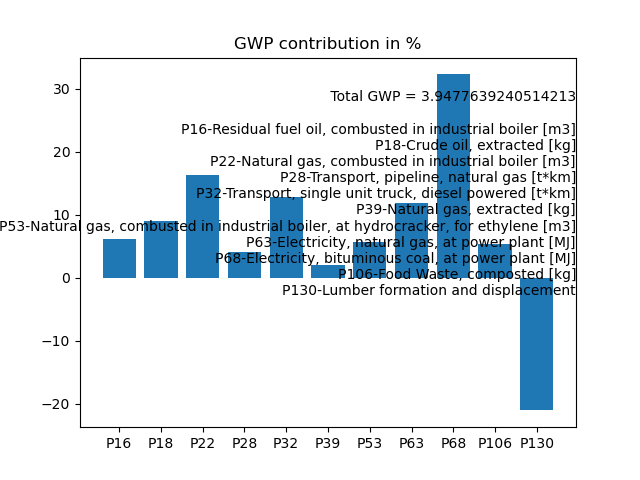 GWP contribution in %
30
20
10
0
−10
−20
Total GWP = 3.9477639240514213
P16-Residual fuel oil, combusted in industrial boiler [m3]
P18-Crude oil, extracted [kg]
P22-Natural gas, combusted in industrial boiler [m3]
P28-Transport, pipeline, natural gas [t*km]
P32-Transport, single unit truck, diesel powered [t*km]
P39-Natural gas, extracted [kg]
P53-Natural gas, combusted in industrial boiler, at hydrocracker, for ethylene [m3]
P63-Electricity, natural gas, at power plant [MJ]
P68-Electricity, bituminous coal, at power plant [MJ]
P106-Food Waste, composted [kg]
P130-Lumber formation and displacement
P16 P18 P22 P28 P32 P39 P53 P63 P68 P106 P130